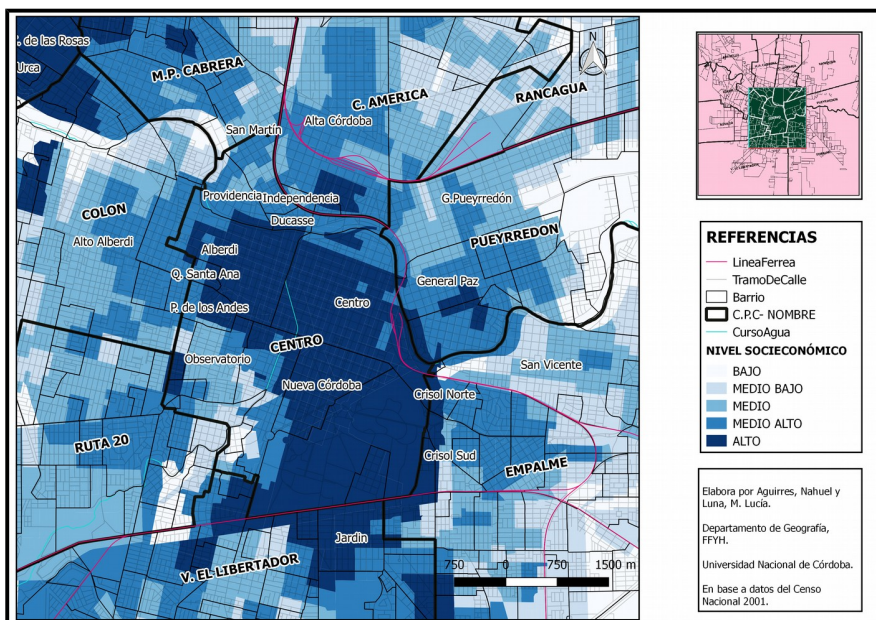 . de las Rosas
Urca
M.P. CABRERA
C. AMERICA
RANCAGUA
N
San Martín
Alta Córdoba
Providencia
Independencia
G.Pueyrredón
COLON
Ducasse
Alto Alberdi
Alberdi
PUEYRREDON
Q. Santa Ana
General Paz
P. de los Andes
Centro
CENTRO
Observatorio
San Vicente
Nueva Córdoba
Crisol Norte
RUTA 20
Crisol Sud
EMPALME
Jardin
V. EL LIBERTADOR
750 0 750 1500 m
REFERENCIAS
LineaFerrea
TramoDeCalle
Barrio
C.P.C- NOMBRE
CursoAgua
NIVEL SOCIECONÓMICO
BAJO
MEDIO BAJO
MEDIO
MEDIO ALTO
ALTO
Elabora por Aguirres, Nahuel y
Luna, M. Lucía.
Departamento de Geografía,
FFYH.
Universidad Nacional de Córdoba.
En base a datos del Censo
Nacional 2001.